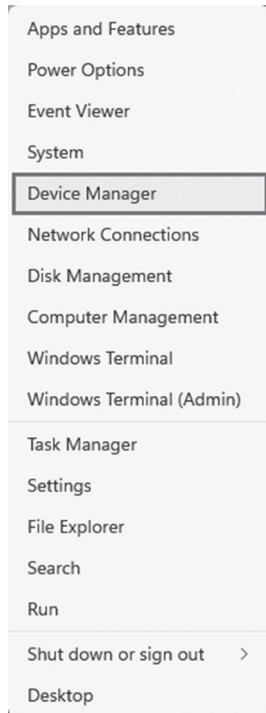 Apps and Features
Power Options
Event Viewer
System
Device Manager
Network Connections
Disk Management
Computer Management
Windows Terminal
Windows Terminal (Admin)
Task Manager
Settings
File Explorer
Search
Run
Shut down or sign out
Desktop